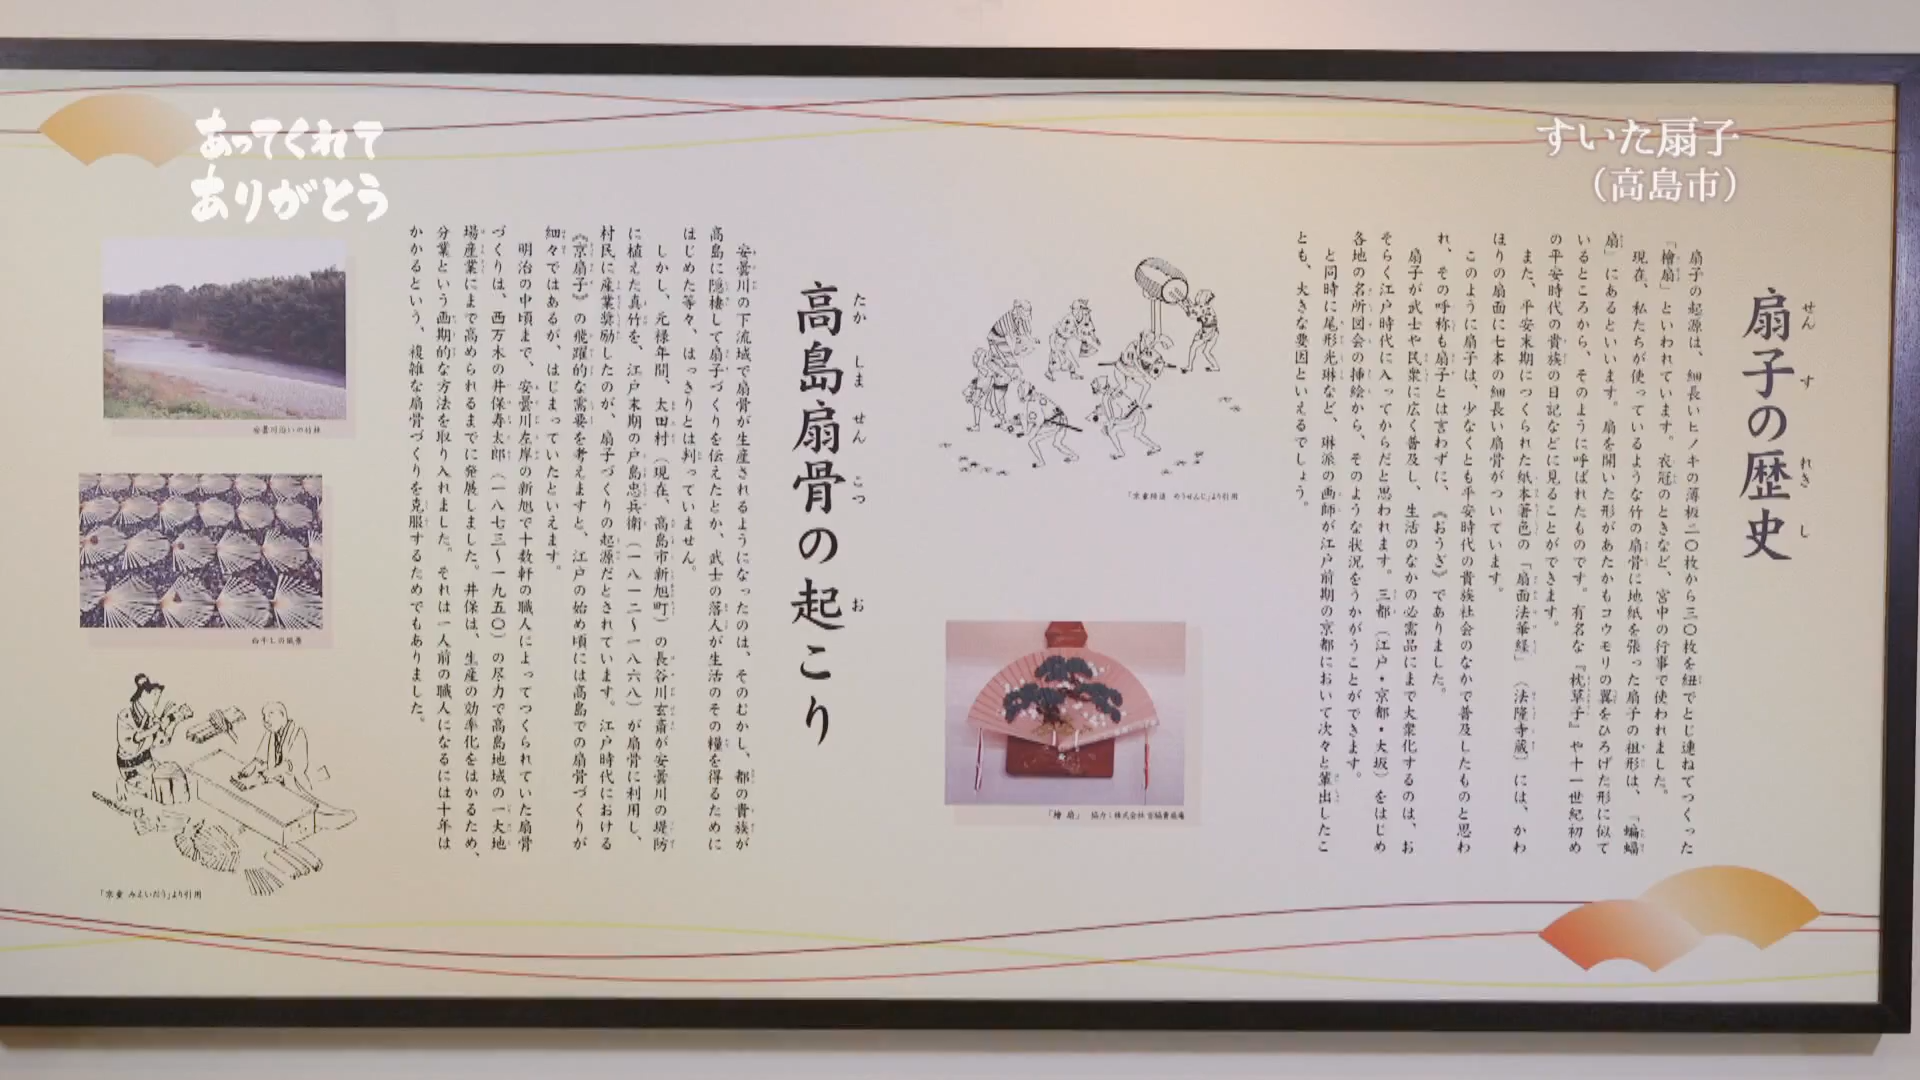 あってくれて
ありがとう
すいた扇子
(高島市)
扇子の歴史
せんすれきし
扇子の起源は、細長いヒノキの薄板二〇枚から三〇枚を紐でとじ連ねてつくった
「檜扇」といわれています。衣冠のときなど、宮中の行事で使われました。
現在、私たちが使っているような竹の扇骨に地紙を張った扇子の祖形は、「蝙蝠
扇」にあるといいます。扇を開いた形があたかもコウモリの翼をひろげた形に似て
いるところから、そのように呼ばれたものです。有名な『枕草子』や十一世紀初め
の平安時代の貴族の日記などに見ることができます。
また、平安末期につくられた紙本著色の「扇面法華経」(法隆寺蔵)には、かわ
ほりの扇面に七本の細長い扇骨がついています。
このように扇子は、少なくとも平安時代の貴族社会のなかで普及したものと思わ
れ、その呼称も扇子とは言わずに、《おうぎ》でありました。
扇子が武士や民衆に広く普及し、生活のなかの必需品にまで大衆化するのは、お
そらく江戸時代に入ってからだと思われます。三都(江戸・京都・大坂)をはじめ
各地の名所図会の挿絵から、そのような状況をうかがうことができます。
と同時に尾形光琳など、琳派の画師が江戸前期の京都において次々と輩出したこ
とも、大きな要因といえるでしょう。
より引用
「檜扇」 協力:株式会社
高島扇骨の起こり
たかしませんこつお
安曇川の下流域で扇骨が生産されるようになったのは、そのむかし、都の貴族が
高島に隠棲して扇子づくりを伝えたとか、武士の落人が生活のその糧を得るために
はじめた等々、はっきりとは判っていません。
しかし、元禄年間、太田村(現在、高島市新旭町)の長谷川玄斎が安曇川の堤防
に植えた真竹を、江戸末期の戸島忠兵衛(一八一二～一八六八)が扇骨に利用し、
村民に産業奨励したのが、扇子づくりの起源だとされています。江戸時代における
《京扇子》の飛躍的な需要を考えますと、江戸の始め頃には高島での扇骨づくりが
細々ではあるが、はじまっていたといえます。
明治の中頃まで、安曇川左岸の新旭で十数軒の職人によってつくられていた扇骨
づくりは、西万木の井保寿太郎(一八七三～一九五〇)の尽力で高島地域の一大地
場産業にまで高められるまでに発展しました。井保は、生産の効率化をはかるため、
分業という画期的な方法を取り入れました。それは一人前の職人になるには十年は
かかるという、複雑な扇骨づくりを克服するためでもありました。
安曇川沿いの竹林
白干しの風景
より引用